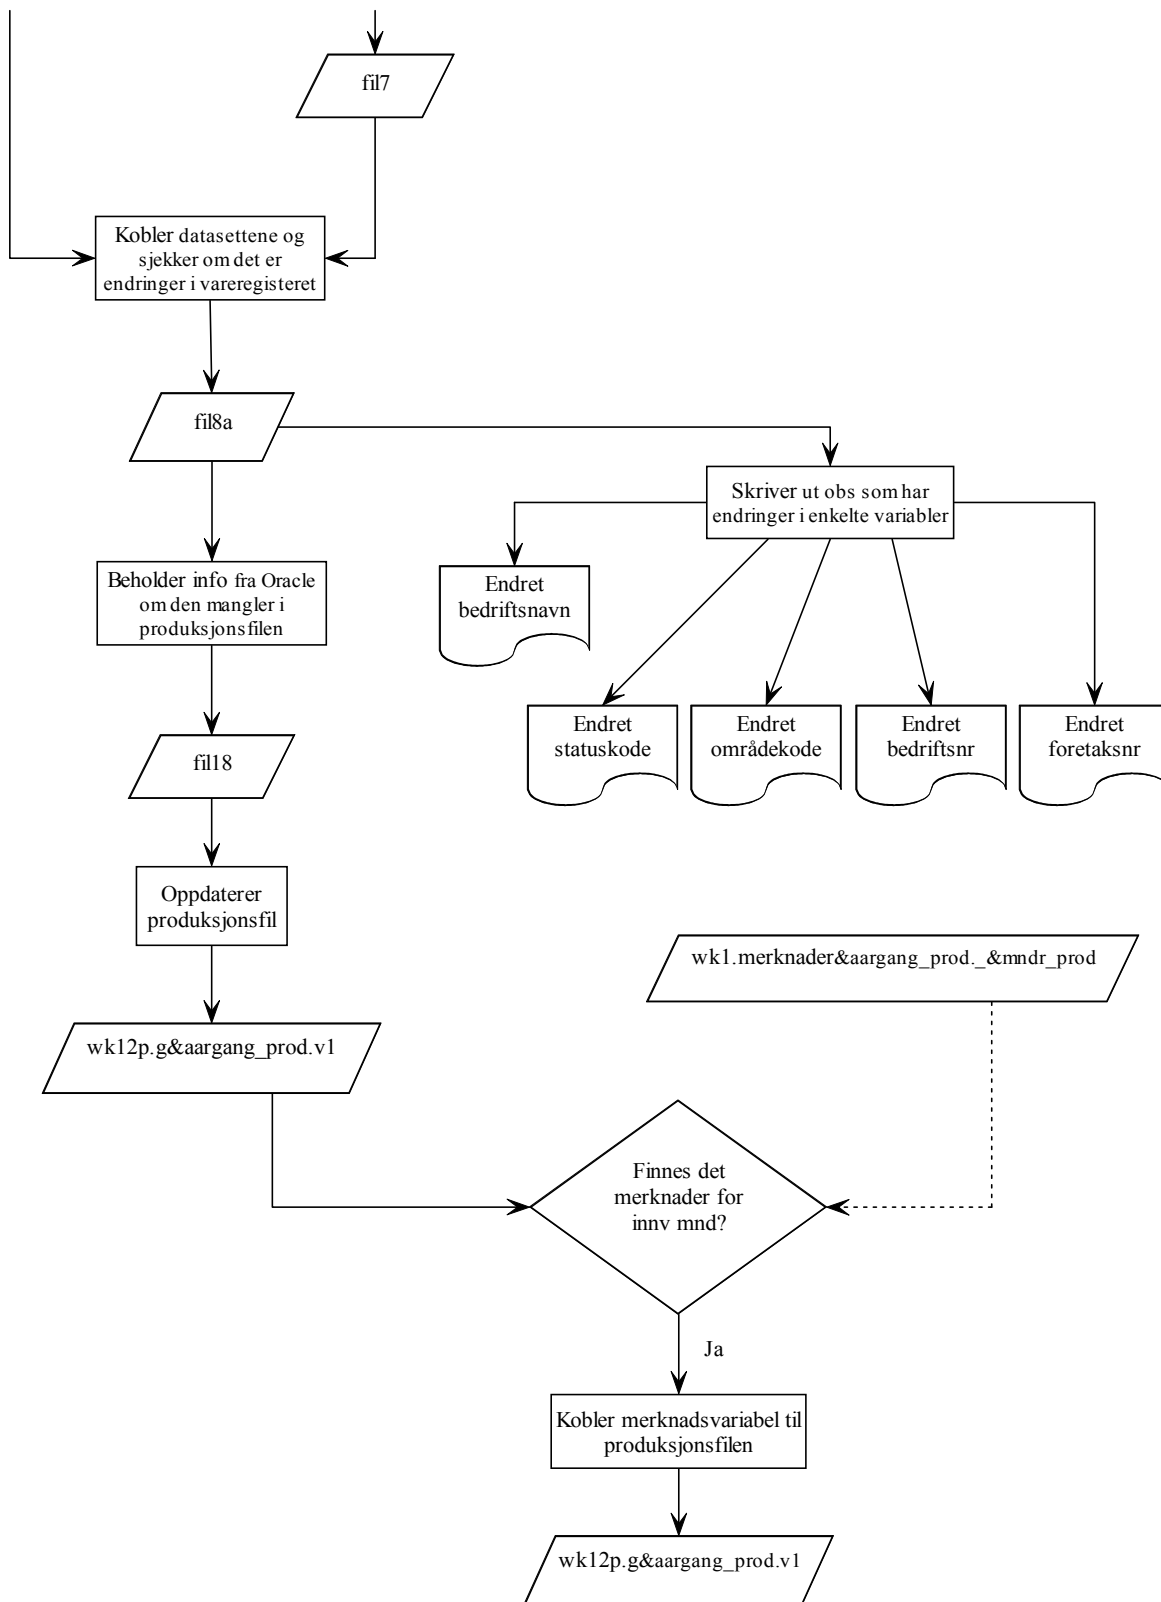 fil7
Kobler datasettene og
sjekker om det er
endringer i vareregisteret
fil8a
Skriver ut obs som har
endringer i enkelte variabler
Beholder info fra Oracle
om den mangler i
produksjonsfilen
Endret
bedriftsnavn
Endret
statuskode
Endret
områdekode
Endret
bedriftsnr
Endret
foretaksnr
fil18
Oppdaterer
produksjonsfil
wk1.merknader&aargang_prod._&mndr_prod
wk12p.g&aargang_prod.v1
Finnes det
merknader for
innv mnd?
Ja
Kobler merknadsvariabel til
produksjonsfilen
wk12p.g&aargang_prod.v1